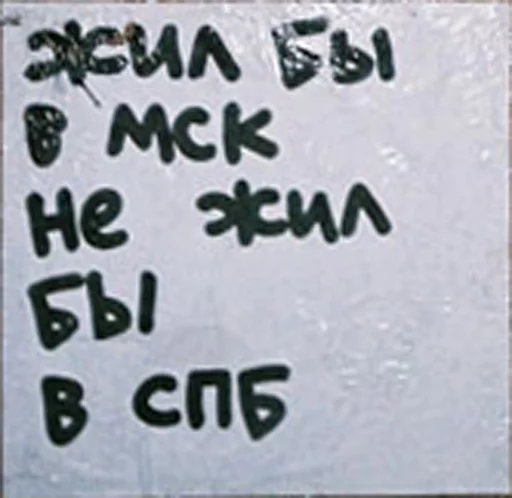 жил бы
в мск
не жил
бы
в спб